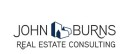 JOHN BURNS
REAL ESTATE CONSULTING